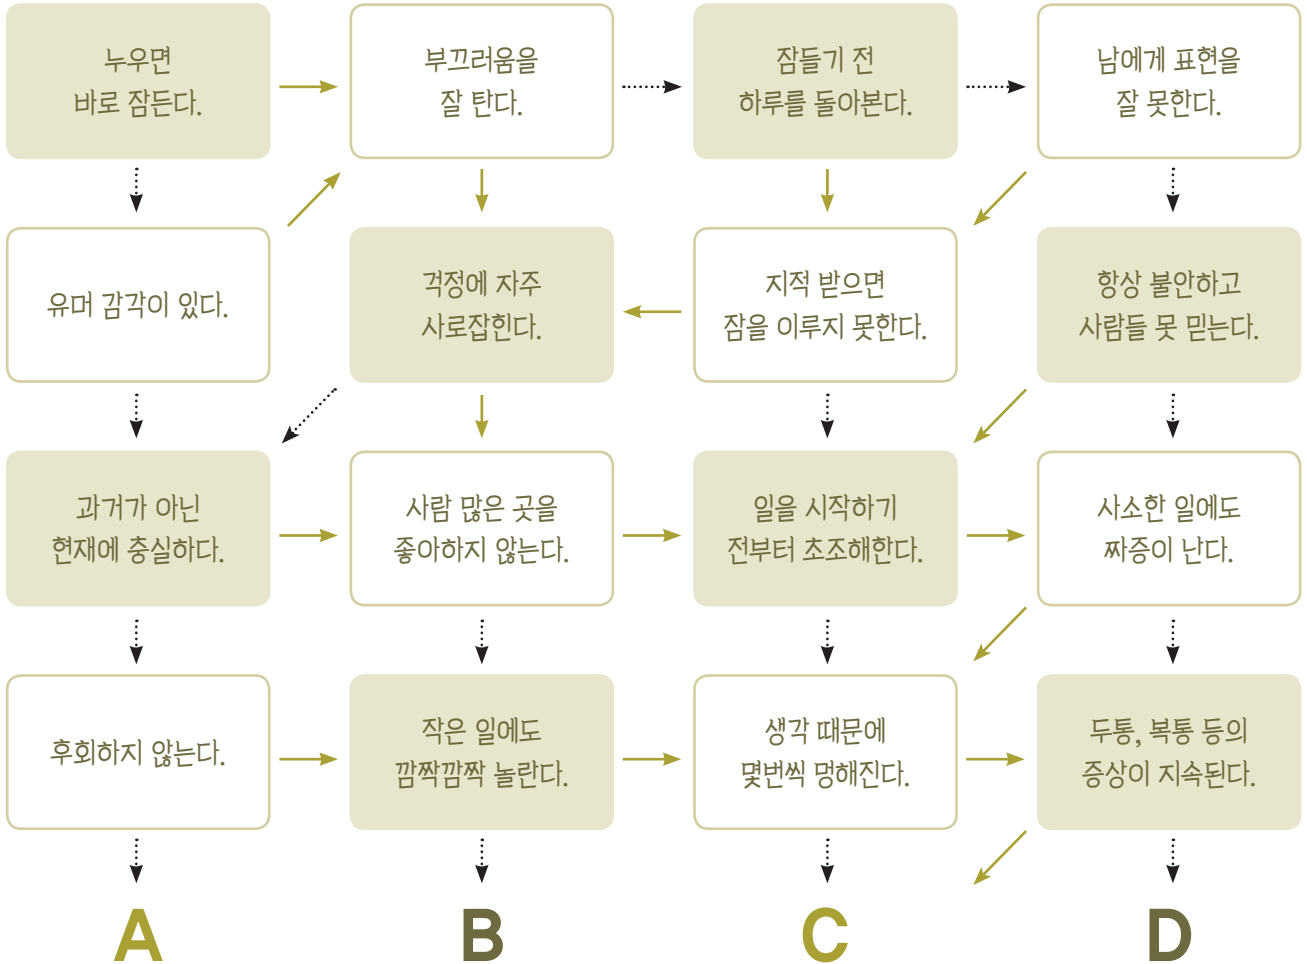 누우면
바로 잠든다.
부끄러움을
잘 탄다.
잠들기 전
하루를 돌아본다.
남에게 표현을
잘 못한다.
유머 감각이 있다.
걱정에 자주
사로잡힌다.
지적 받으면
잠을 이루지 못한다.
항상 불안하고
사람들 못 믿는다.
과거가 아닌
현재에 충실하다.
사람 많은 곳을
좋아하지 않는다.
일을 시작하기
전부터 초조해한다.
사소한 일에도
짜증이 난다.
후회하지 않는다.
작은 일에도
깜짝깜짝 놀란다.
생각 때문에
몇번씩 멍해진다.
두통, 복통 등의
증상이 지속된다.
A
B
C
D